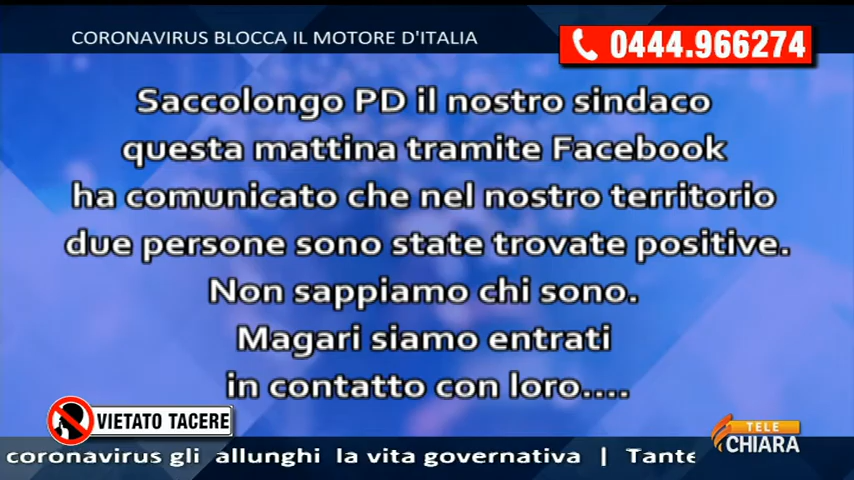 CORONAVIRUS BLOCCA IL MOTORE D'ITALIA
0444.966274
Saccolongo PD il nostro sindaco
questa mattina tramite Facebook
ha comunicato che nel nostro territorio
due persone sono state trovate positive.
Non sappiamo chi sono.
Magari siamo entrati
in contatto con loro....
VIETATO TACERE
TELE
CHIARA
coronavirus gli allunghi la vita governativa | Tante